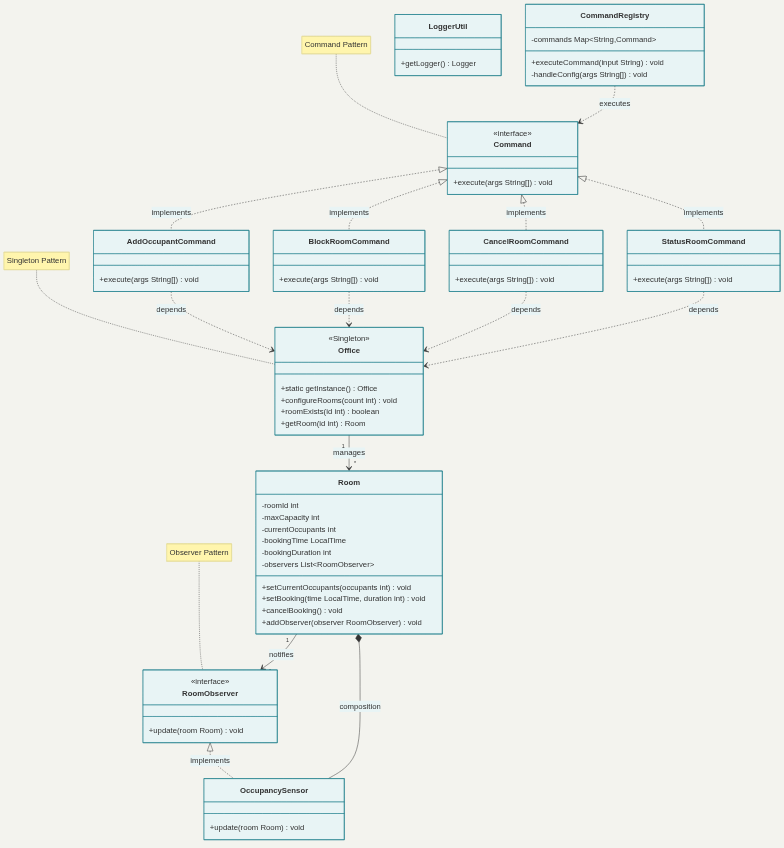 LoggerUtil
+getLogger() : Logger
CommandRegistry
-commands Map<String,Command>
+executeCommand(input String) : void
-handleConfig(args String[]) : void
Command Pattern
executes
«interface»
Command
+execute(args String[]) : void
implements
implements
implements
implements
AddOccupantCommand
+execute(args String[]) : void
BlockRoomCommand
+execute(args String[]) : void
CancelRoomCommand
+execute(args String[]) : void
StatusRoomCommand
+execute(args String[]) : void
Singleton Pattern
depends
depends
depends
depends
«Singleton»
Office
+static getInstance() : Office
+configureRooms(count int) : void
+roomExists(id int) : boolean
+getRoom(id int) : Room
1
manages
*
Room
-roomId int
-maxCapacity int
-currentOccupants int
-bookingTime LocalTime
-bookingDuration int
-observers List<RoomObserver>
+setCurrentOccupants(occupants int) : void
+setBooking(time LocalTime, duration int) : void
+cancelBooking() : void
+addObserver(observer RoomObserver) : void
Observer Pattern
1
notifies
«interface»
RoomObserver
+update(room Room) : void
composition
implements
OccupancySensor
+update(room Room) : void